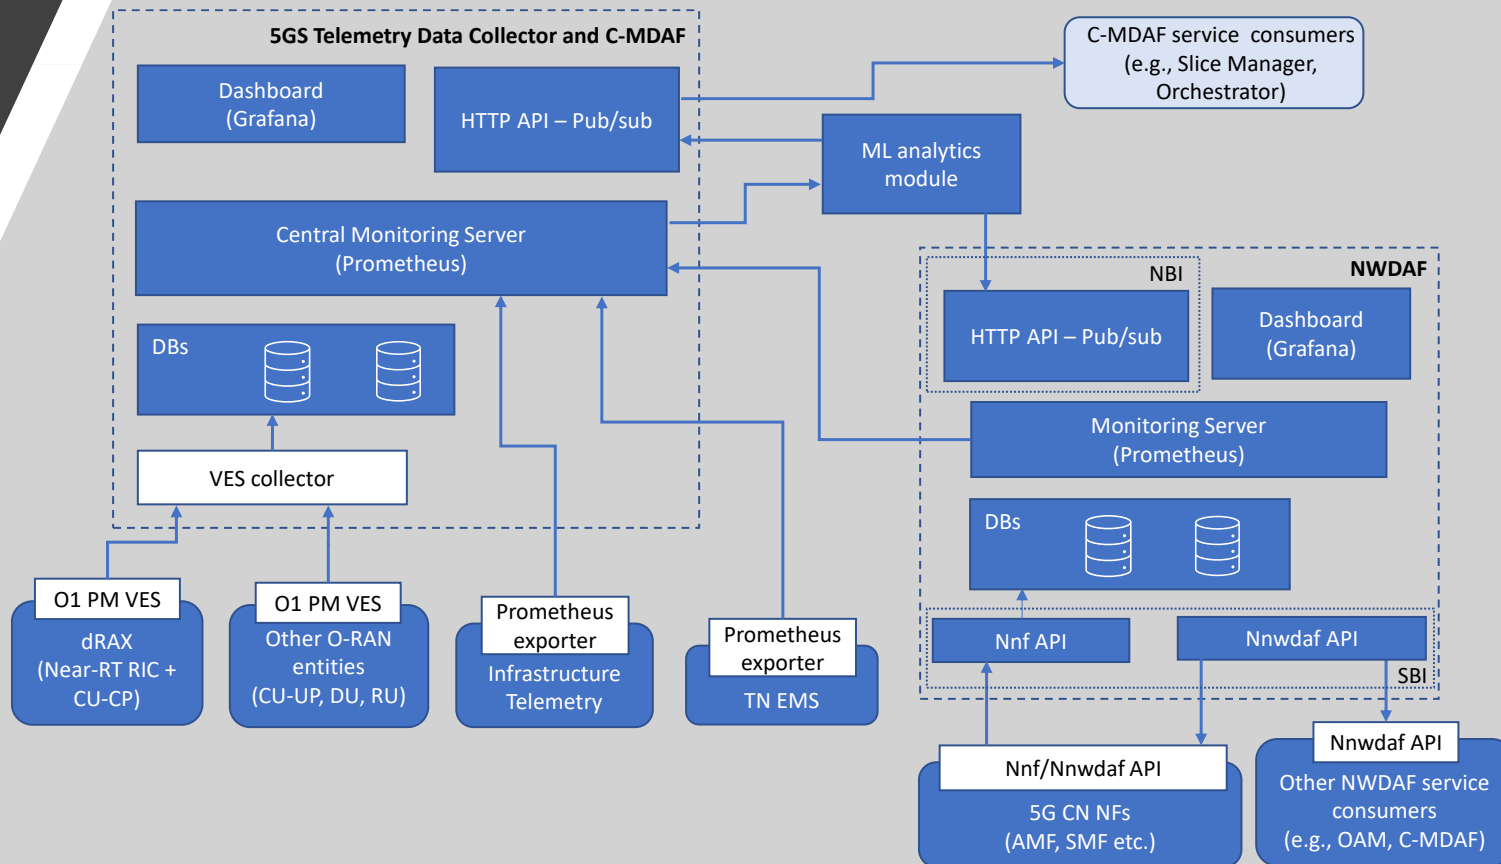 5GS Telemetry Data Collector and C-MDAF
Dashboard
(Grafana)
HTTP API – Pub/sub
C-MDAF service consumers
(e.g., Slice Manager,
Orchestrator)
ML analytics
module
Central Monitoring Server
(Prometheus)
DBs
VES collector
NWDAF
NBI
HTTP API – Pub/sub
Dashboard
(Grafana)
Monitoring Server
(Prometheus)
DBs
Nnf API
Nnwdaf API
SBI
O1 PM VES
dRAX
(Near-RT RIC +
CU-CP)
O1 PM VES
Other O-RAN
entities
(CU-UP, DU, RU)
Prometheus
exporter
Infrastructure
Telemetry
Prometheus
exporter
TN EMS
Nnf/Nnwdaf API
5G CN NFs
(AMF, SMF etc.)
Nnwdaf API
Other NWDAF service
consumers
(e.g., OAM, C-MDAF)